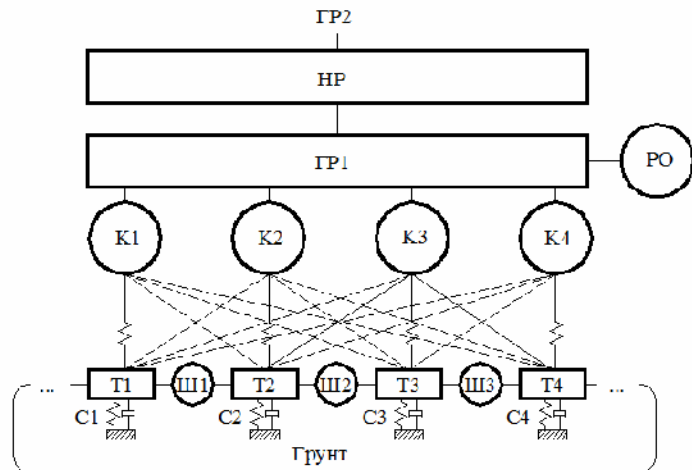 ГР2
НР
ГР1
РО
К1 К2 К3 К4
... Т1 Ш1 Т2 Ш2 Т3 Ш3 Т4 ...
С1 С2 С3 С4
Грунт